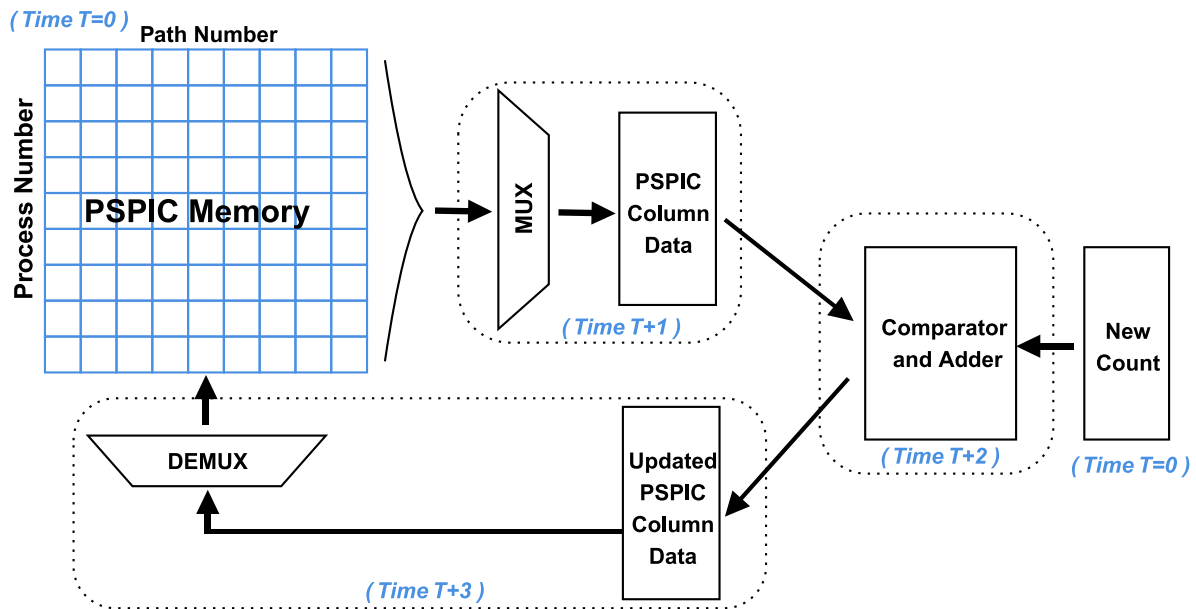 ( Time T=0 )
Path Number
Process Number
PSPIC Memory
MUX
PSPIC
Column
Data
( Time T+1 )
Comparator
and Adder
( Time T+2 )
New
Count
( Time T=0 )
DEMUX
Updated
PSPIC
Column
Data
( Time T+3 )